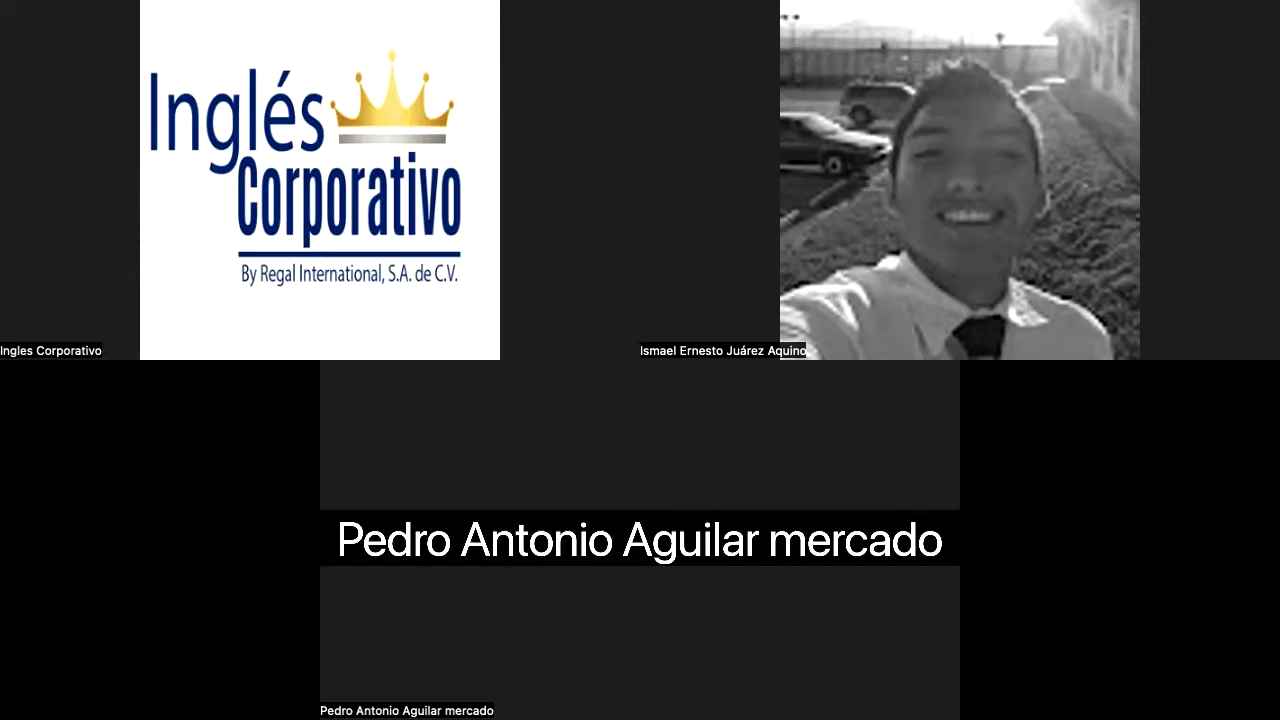 Inglés
Corporativo
By Regal International, S.A. de C.V.
Ingles Corporativo
Ismael Ernesto Juárez Aquino
Pedro Antonio Aguilar mercado
Pedro Antonio Aguilar mercado